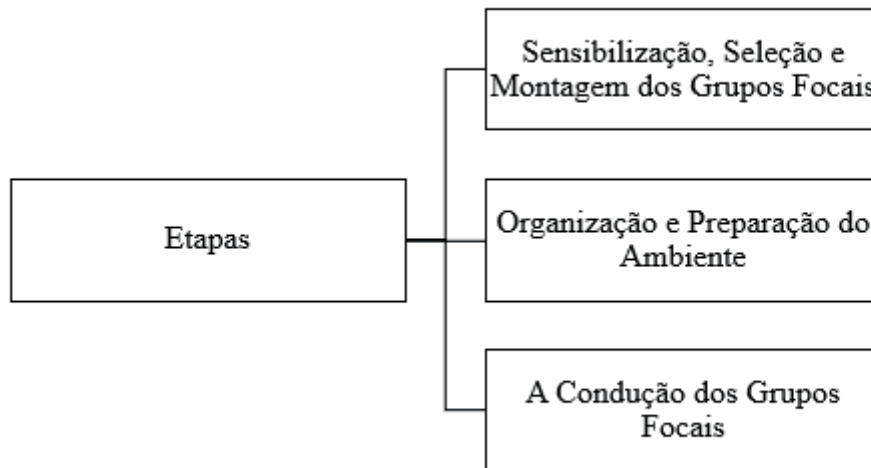 Sensibilização, Seleção e
Montagem dos Grupos Focais
Etapas
Organização e Preparação do
Ambiente
A Condução dos Grupos
Focais